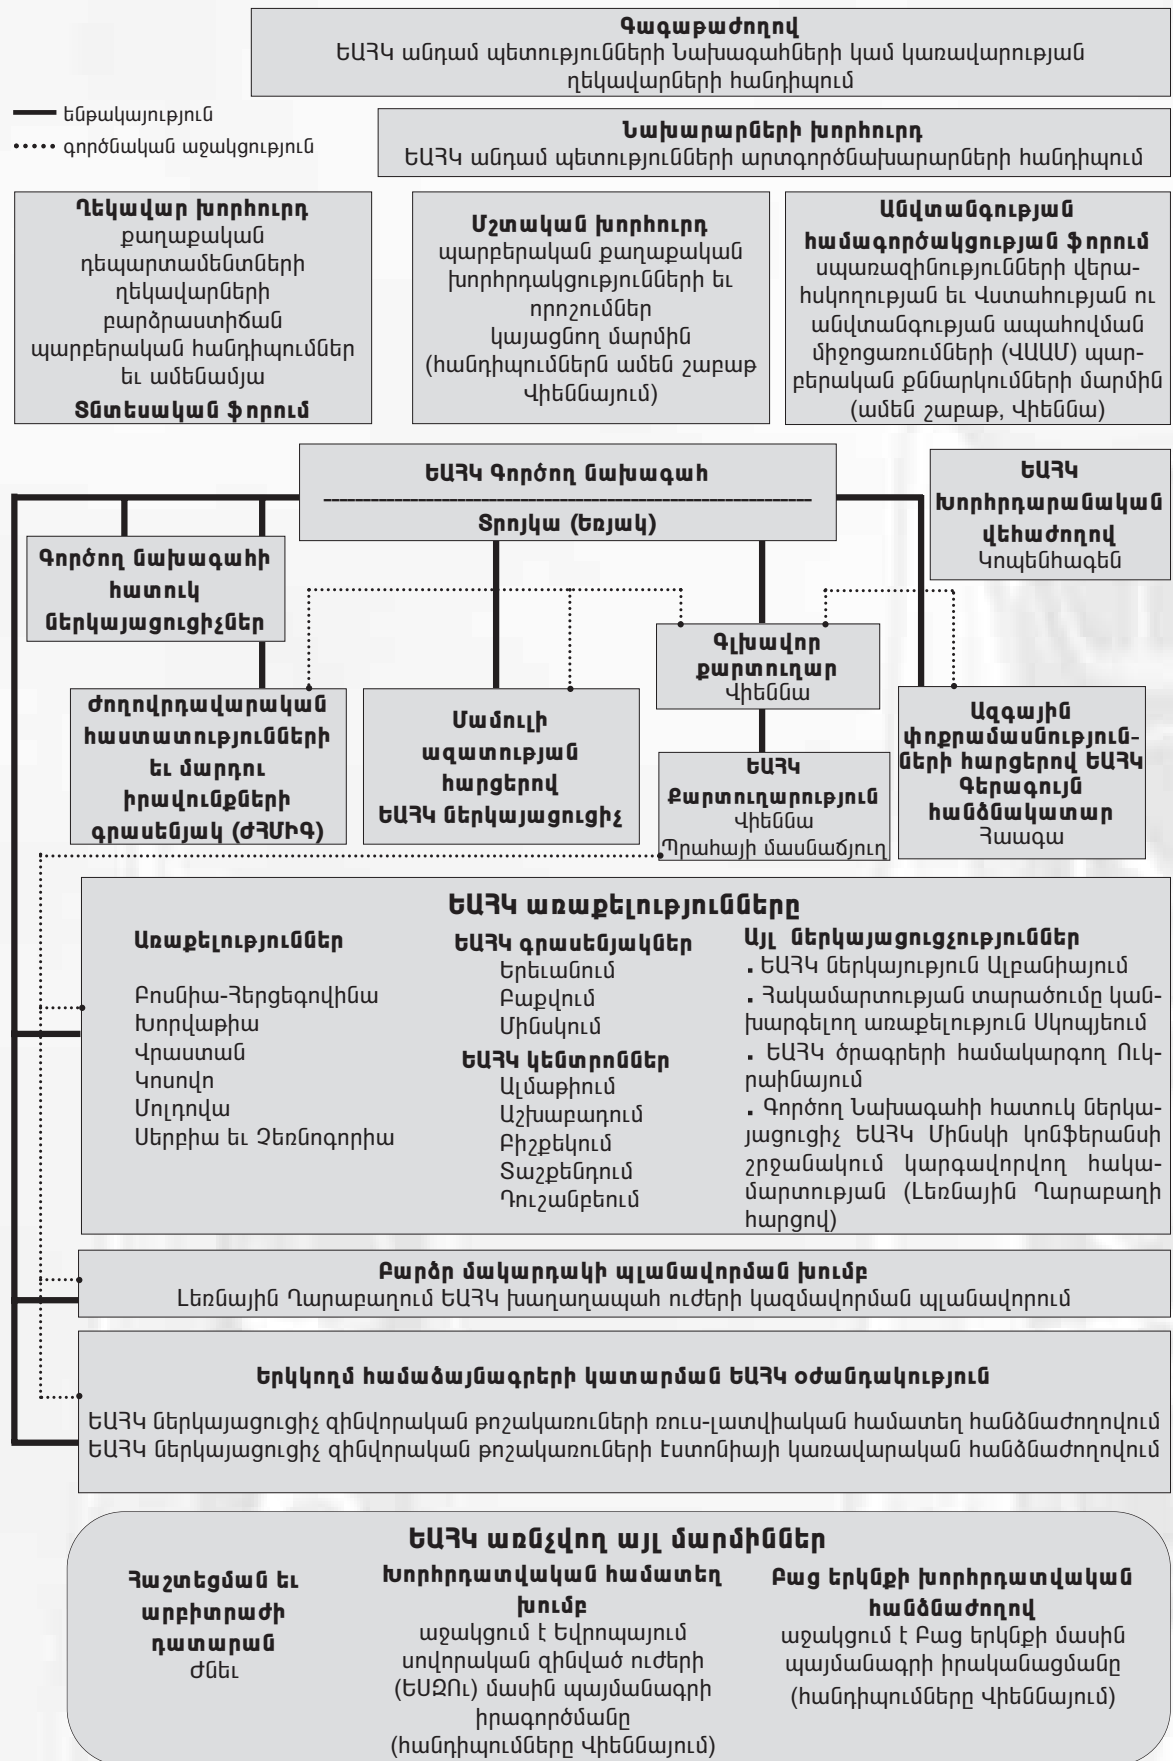 Գագաթաժողով
ԵԱՀԿ անդամ պետությունների Նախագահների կամ կառավարության
ղեկավարների հանդիպում
ենթակայություն
գործնական աջակցություն
Նախարարների խորհուրդ
ԵԱՀԿ անդամ պետությունների արտգործնախարարների հանդիպում
Ղեկավար խորհուրդ
քաղաքական
դեպարտամենտների
ղեկավարների
բարձրաստիճան
պարբերական հանդիպումներ
եւ ամենամյա
Տնտեսական ֆորում
Մշտական խորհուրդ
պարբերական քաղաքական
խորհրդակցությունների եւ
որոշումներ
կայացնող մարմին
(հանդիպումներն ամեն շաբաթ
Վիեննայում)
Անվտանգության
համագործակցության ֆորում
սպառազինությունների վերա-
հսկողության եւ Վստահության ու
անվտանգության ապահովման
միջոցառումների (ՎԱԱՄ) պար-
բերական քննարկումների մարմին
(ամեն շաբաթ, Վիեննա)
ԵԱՀԿ Գործող նախագահ
Տրոյկա (Եռյակ)
ԵԱՀԿ
Խորհրդարանական
վեհաժողով
Կոպենհագեն
Գործող նախագահի
հատուկ
ներկայացուցիչներ
Գլխավոր
քարտուղար
Վիեննա
Ժողովրդավարական
հաստատությունների
եւ մարդու
իրավունքների
գրասենյակ (ԺՀՄԻԳ)
Մամուլի
ազատության
հարցերով
ԵԱՀԿ ներկայացուցիչ
ԵԱՀԿ
Քարտուղարություն
Վիեննա
Պրահայի մասնաճյուղ
Ազգային
փոքրամասնություն-
ների հարցերով ԵԱՀԿ
Գերագույն
հանձնակատար
Հաագա
ԵԱՀԿ առաքելությունները
Առաքելություններ
Բոսնիա-Հերցեգովինա
Խորվաթիա
Վրաստան
Կոսովո
Մոլդովա
Սերբիա եւ Չեռնոգորիա
ԵԱՀԿ գրասենյակներ
Երեւանում
Բաքվում
Մինսկում
ԵԱՀԿ կենտրոններ
Ալմաթիում
Աշխաբադում
Բիշքեկում
Տաշքենդում
Դուշանբեում
Այլ ներկայացուցչություններ
. ԵԱՀԿ ներկայություն Ալբանիայում
. Հակամարտության տարածումը կան-
խարգելող առաքելություն Սկոպյեում
. ԵԱՀԿ ծրագրերի համակարգող Ուկ-
րաինայում
. Գործող Նախագահի հատուկ ներկա-
յացուցիչ ԵԱՀԿ Մինսկի կոնֆերանսի
շրջանակում կարգավորվող հակա-
մարտության (Լեռնային Ղարաբաղի
հարցով)
Բարձր մակարդակի պլանավորման խումբ
Լեռնային Ղարաբաղում ԵԱՀԿ խաղաղապահ ուժերի կազմավորման պլանավորում
Երկկողմ համաձայնագրերի կատարման ԵԱՀԿ օժանդակություն
ԵԱՀԿ ներկայացուցիչ զինվորական թոշակառուների ռուս-լատվիական համատեղ հանձնաժողովում
ԵԱՀԿ ներկայացուցիչ զինվորական թոշակառուների Էստոնիայի կառավարական հանձնաժողովում
ԵԱՀԿ առնչվող այլ մարմիններ
Հաշտեցման եւ
արբիտրաժի
դատարան
Ժնեւ
Խորհրդատվական համատեղ
խումբ
աջակցում է Եվրոպայում
սովորական զինված ուժերի
(ԵՍԶՈւ) մասին պայմանագրի
իրագործմանը
(հանդիպումները Վիեննայում)
Բաց երկնքի խորհրդատվական
հանձնաժողով
աջակցում է Բաց երկնքի մասին
պայմանագրի իրականացմանը
(հանդիպումները Վիեննայում)